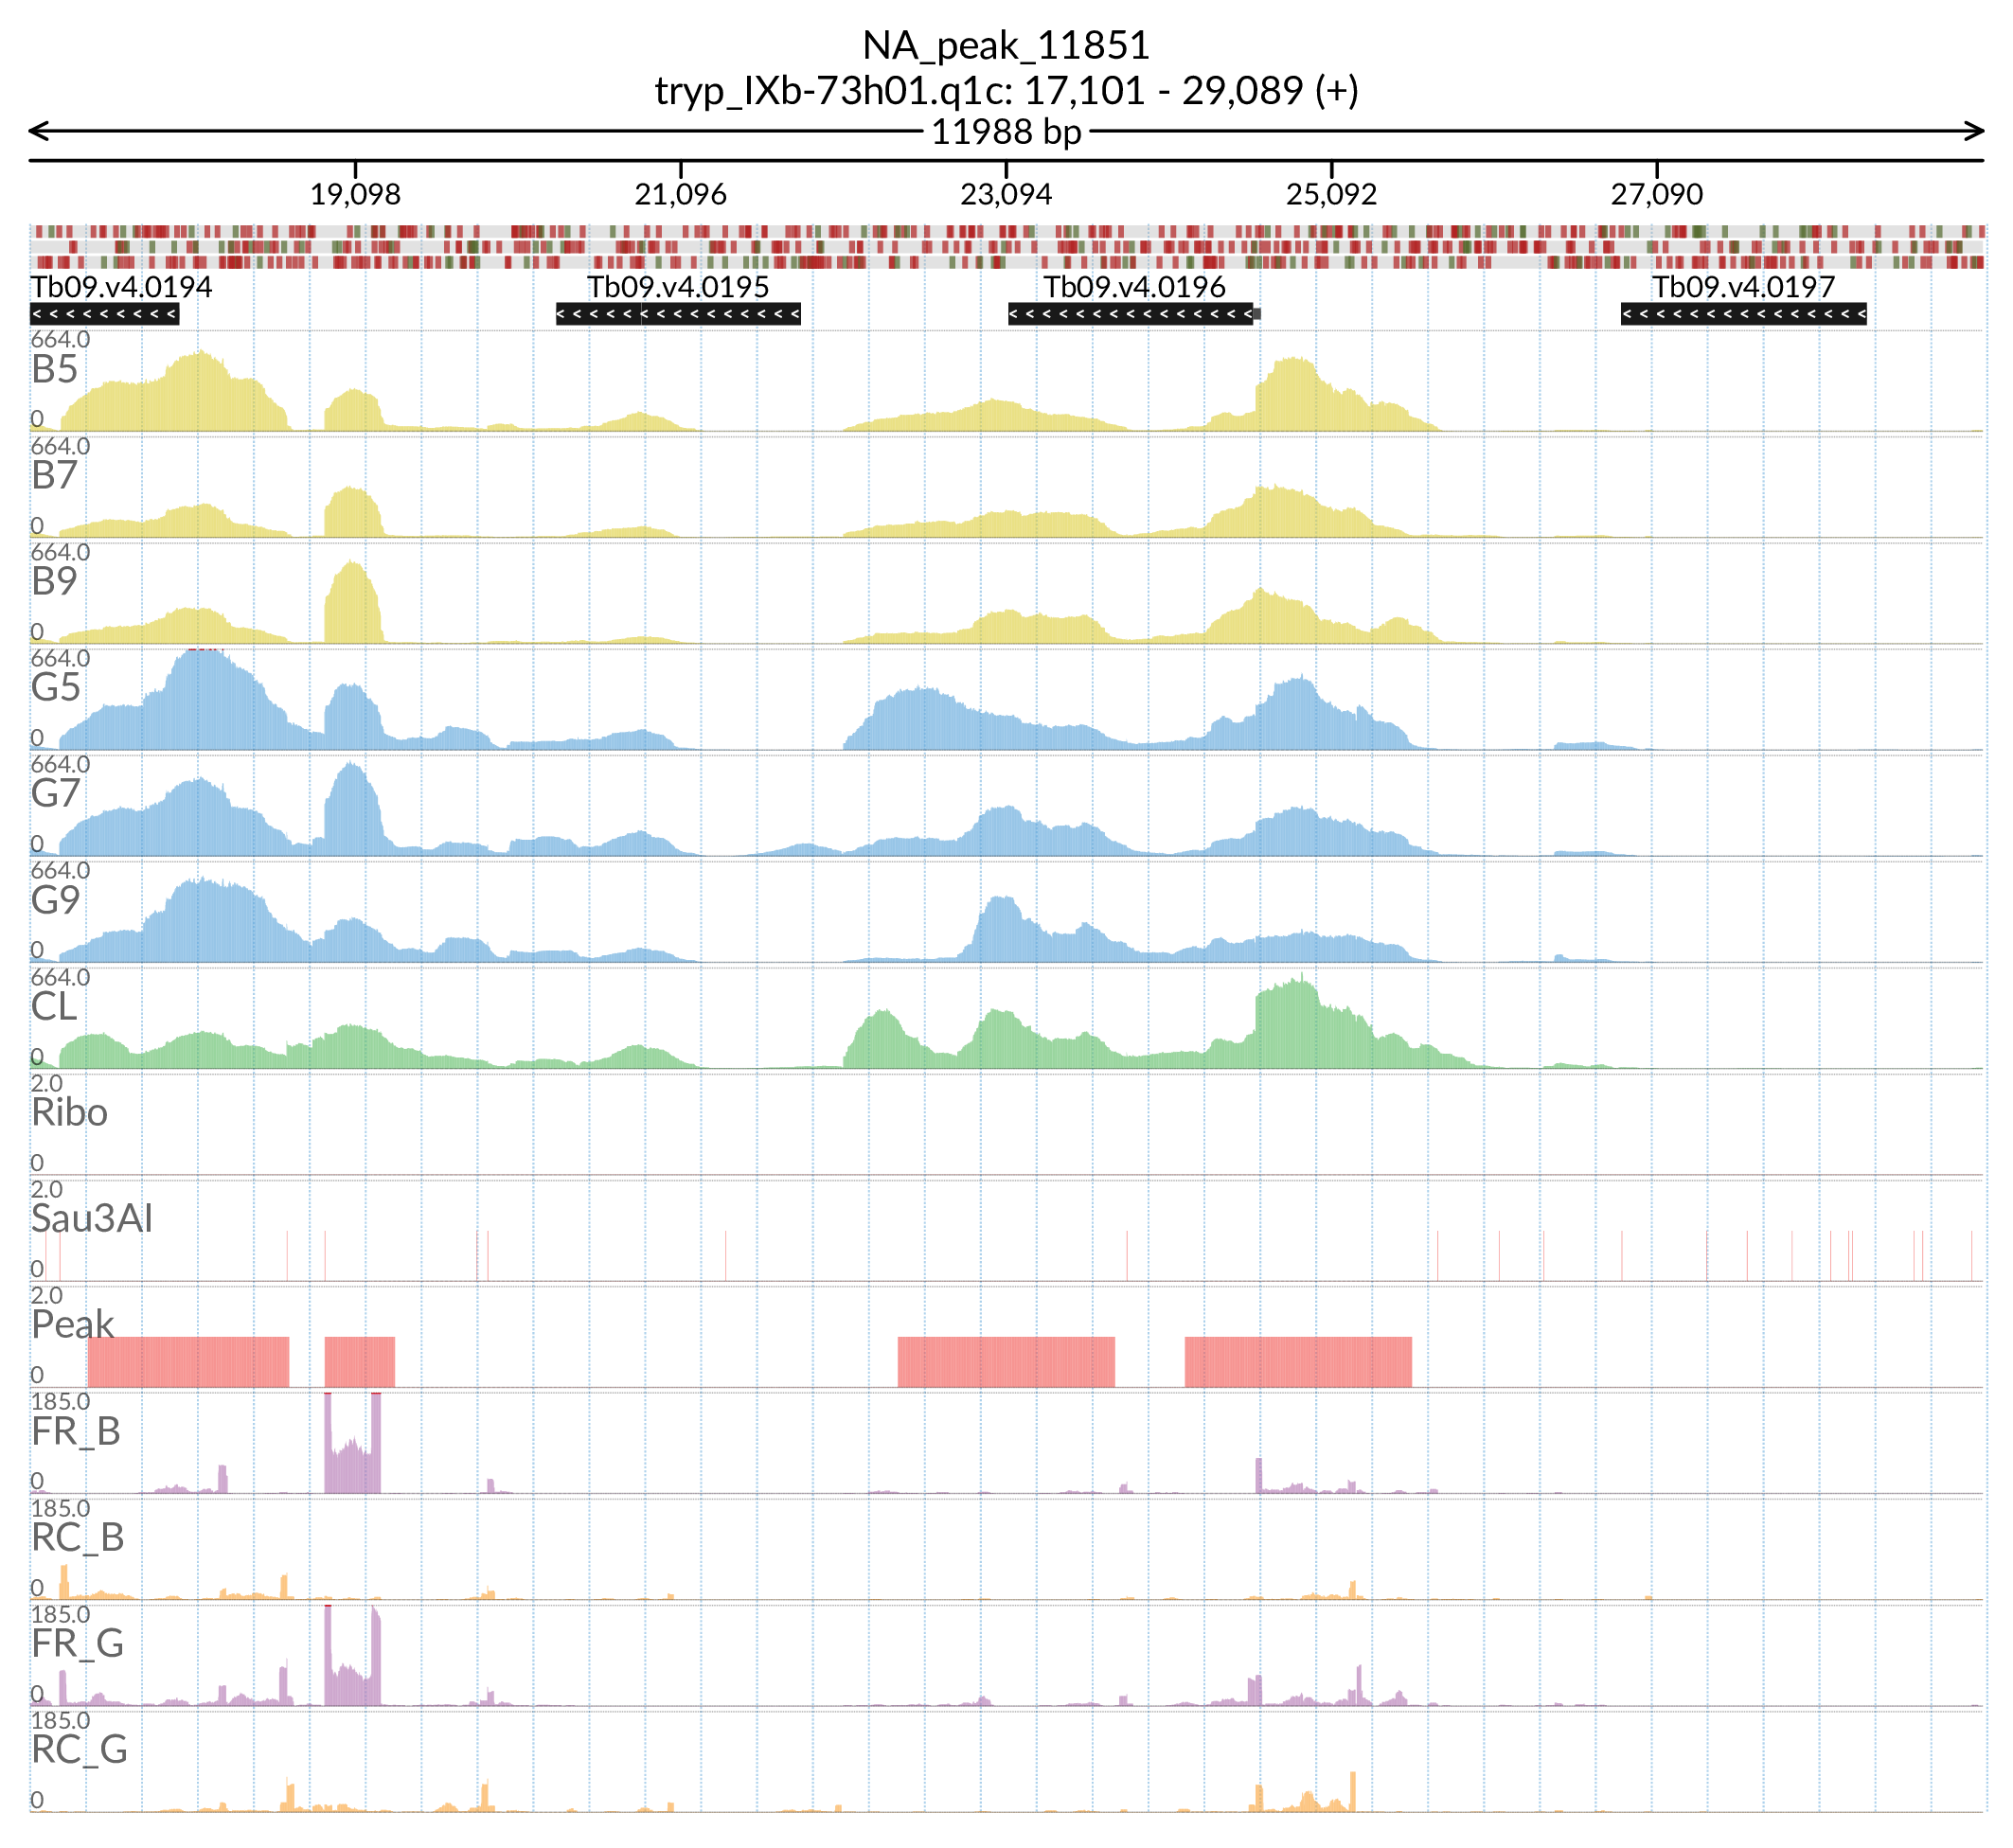 NA_peak_11851
tryp_IXb-73h01.q1c: 17,101 - 29,089 (+)
11988 bp
19,098 21,096 23,094 25,092 27,090
Tb09.v4.0194 Tb09.v4.0195 Tb09.v4.0196 Tb09.v4.0197
664.0
B5
0
664.0
B7
0
664.0
B9
0
664.0
G5
0
664.0
G7
0
664.0
G9
0
664.0
CL
0
2.0
Ribo
0
2.0
Sau3AI
0
2.0
Peak
0
185.0
FR_B
0
185.0
RC_B
0
185.0
FR_G
0
185.0
RC_G
0